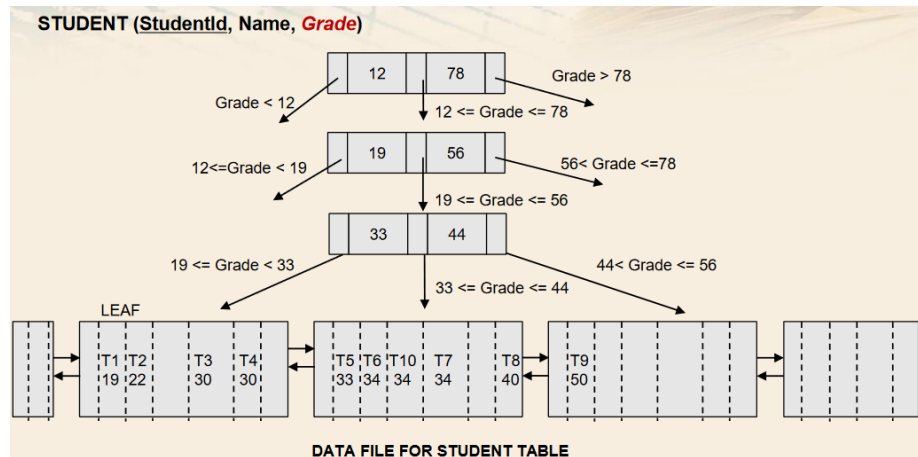 STUDENT (StudentId, Name, Grade)
12 78
Grade < 12
Grade > 78
12 <= Grade <= 78
19 56
12<=Grade < 19
56< Grade <=78
19 <= Grade <= 56
33 44
19 <= Grade < 33
44< Grade <= 56
33 <= Grade <= 44
LEAF
T1 T2 T3 T4 T5 T6 T10 T7 T8 T9
19 22 30 30 33 34 34 34 40 50
DATA FILE FOR STUDENT TABLE